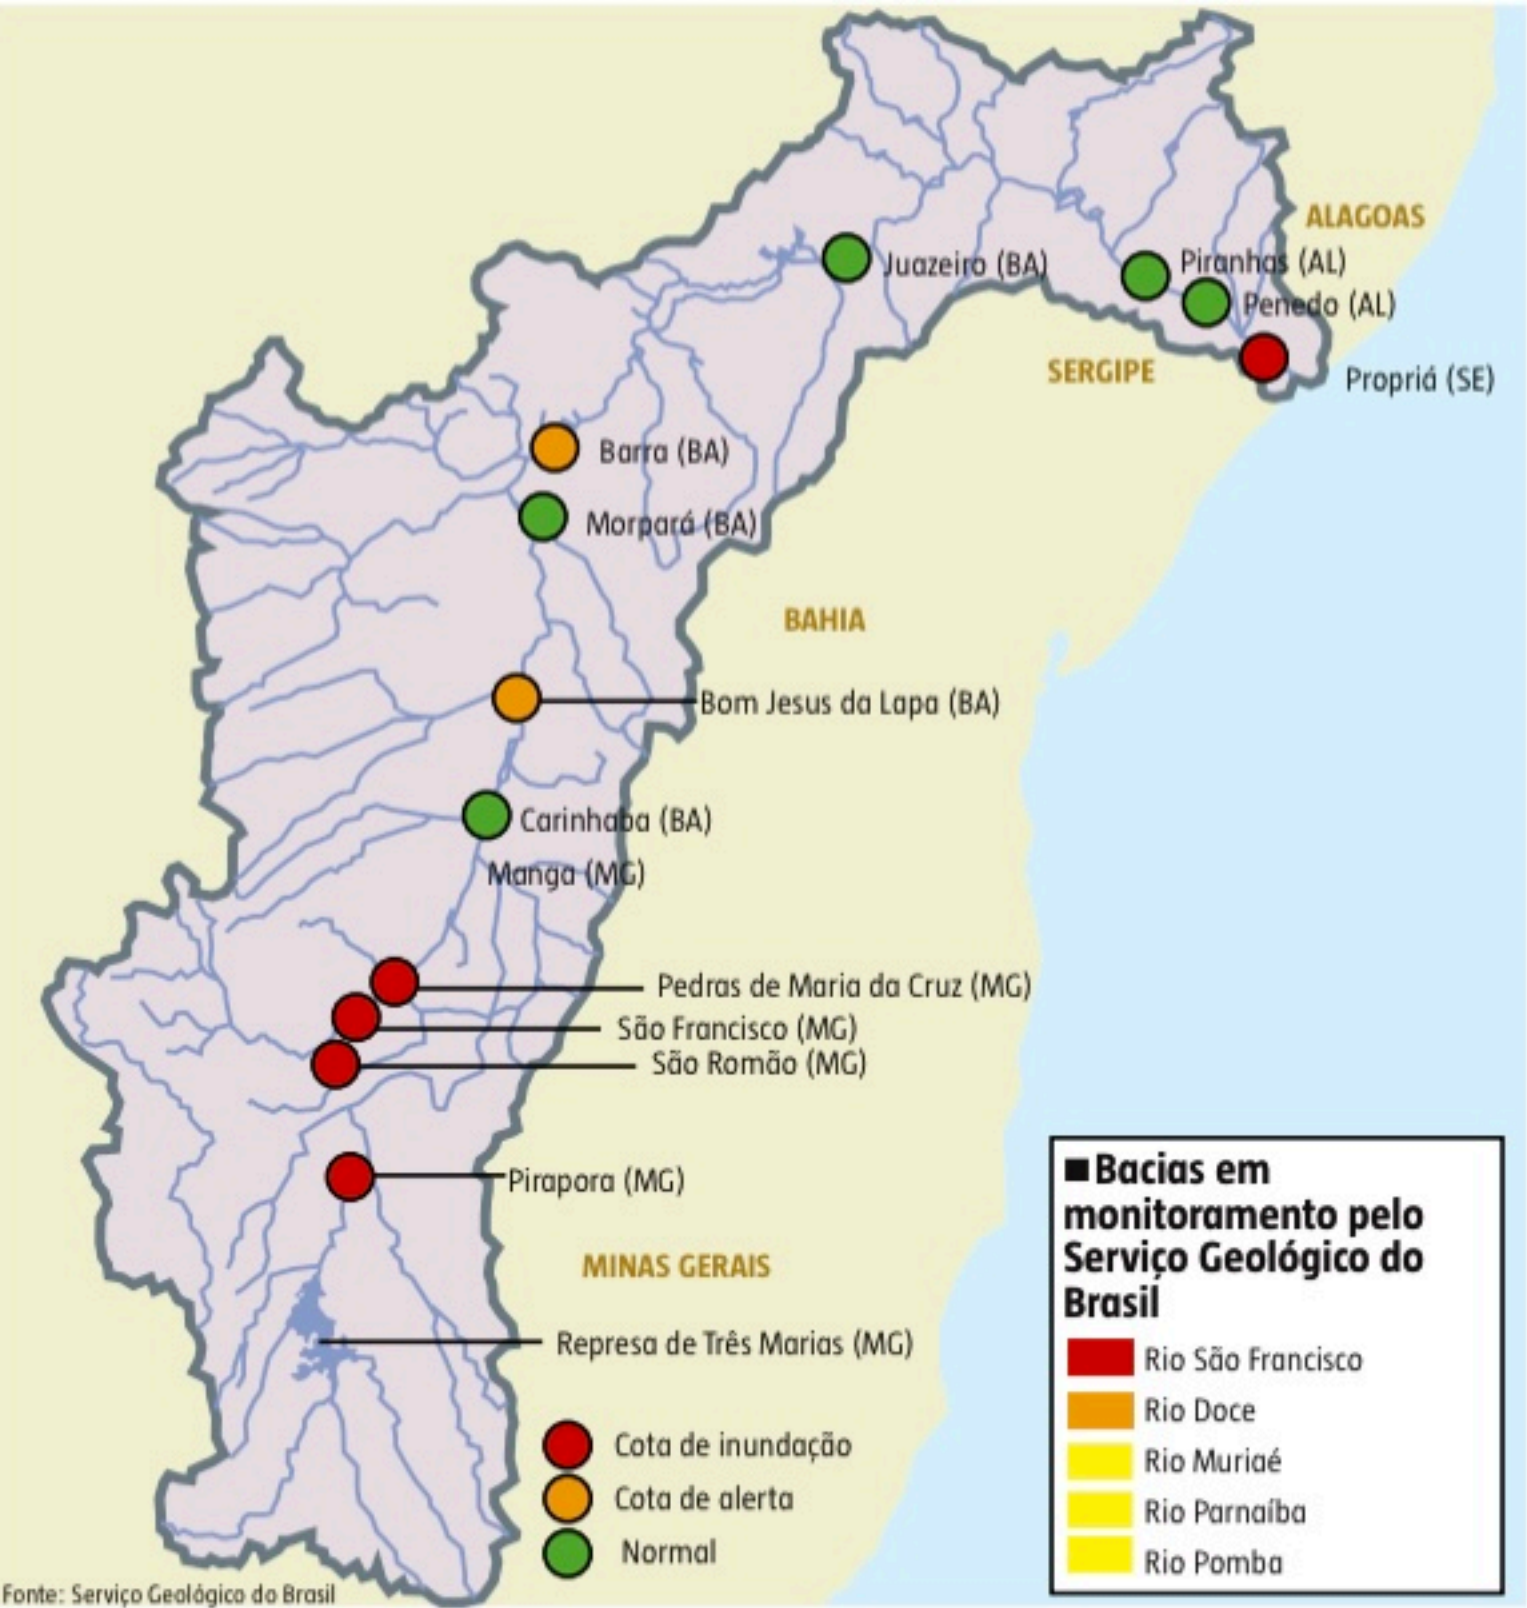 ALAGOAS
Juazeiro (BA)
Piranhas (AL)
Penedo (AL)
SERGIPE
Propriá (SE)
Barra (BA)
Morpará (BA)
BAHIA
Bom Jesus da Lapa (BA)
Carinhaba (BA)
Manga (MG)
Pedras de Maria da Cruz (MG)
São Francisco (MG)
São Romão (MG)
Pirapora (MG)
MINAS GERAIS
Represa de Três Marias (MG)
Cota de inundação
Cota de alerta
Normal
Bacias em
monitoramento pelo
Serviço Geológico do
Brasil
Rio São Francisco
Rio Doce
Rio Muriaé
Rio Parnaíba
Rio Pomba
Fonte: Serviço Geológico do Brasil